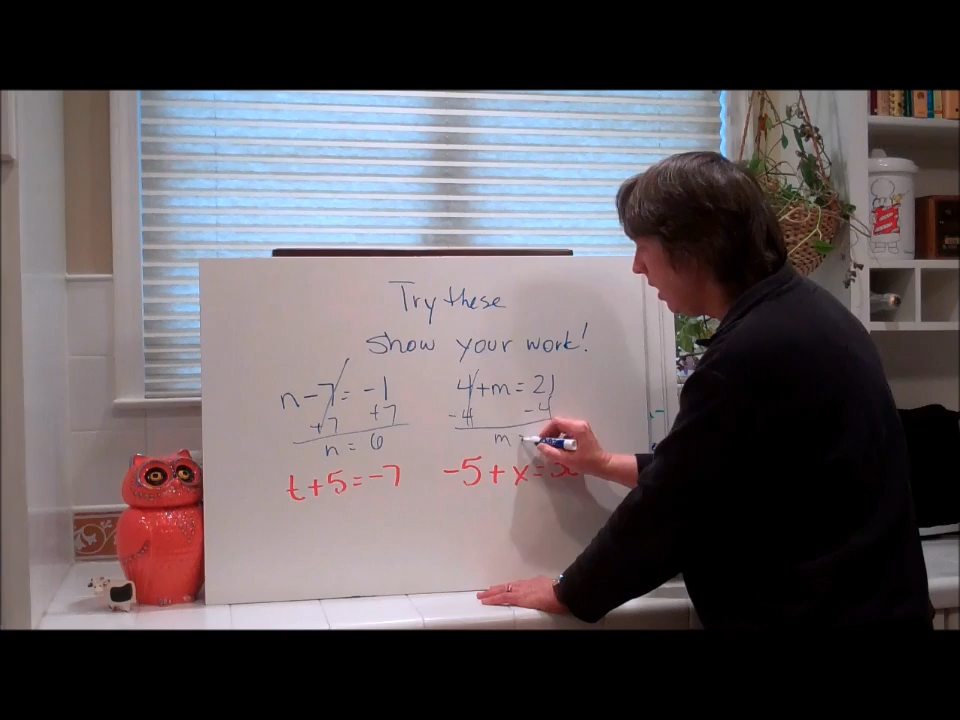 Try these
show your work!
n-7=-1
+7 +7
n = 6
4+m=21
-4 -4
m =
t+5=-7
-5+x=